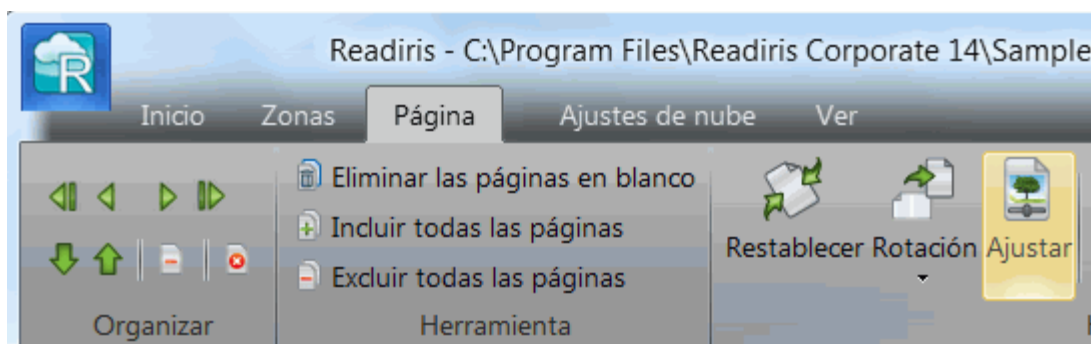 Readiris - C:\Program Files\Readiris Corporate 14\Sample
Inicio Zonas Página Ajustes de nube Ver
Eliminar las páginas en blanco
Incluir todas las páginas
Excluir todas las páginas
Restablecer Rotación Ajustar
Organizar Herramienta